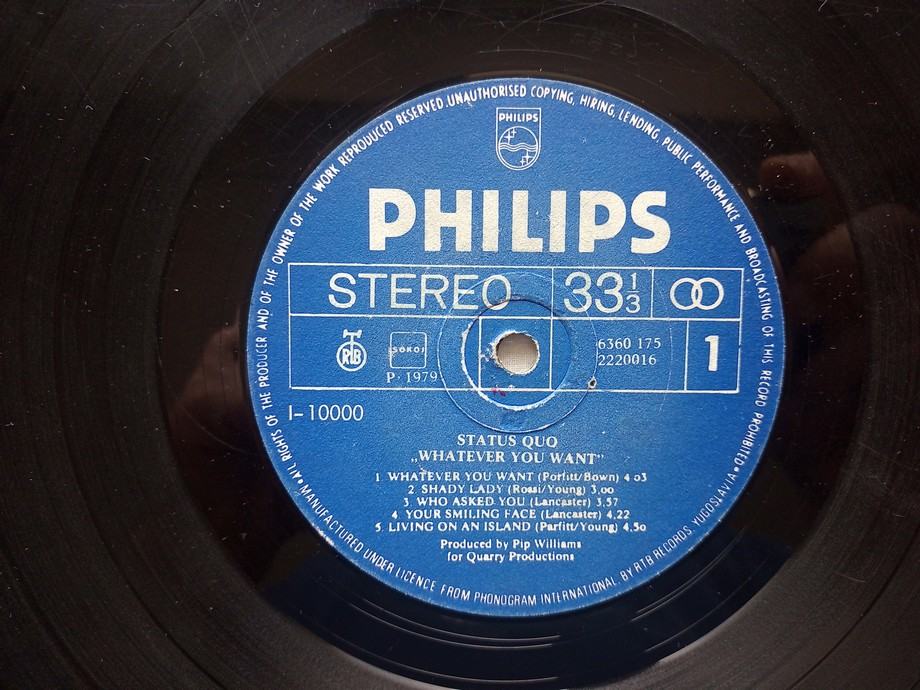 ALL RIGHTS OF THE PRODUCER AND OF THE OWNER OF THE WORK REPRODUCED RESERVED. UNAUTHORISED COPYING, HIRING, LENDING, PUBLIC PERFORMANCE AND BROADCASTING OF THIS RECORD PROHIBITED •
PHILIPS
PHILIPS
STEREO 33 1/3
RTB SOKOJ 6360 175 1
P· 1979 2220016
I-10000
STATUS QUO
„WHATEVER YOU WANT"
1. WHATEVER YOU WANT (Porfitt/Bown) 4 03
2. SHADY LADY (Rossi/Young) 3,00
3. WHO ASKED YOU (Lancaster) 3,57
4. YOUR SMILING FACE (Lancaster) 4,22
5. LIVING ON AN ISLAND (Parfitt/Young) 4,50
Produced by Pip Williams
for Quarry Productions
• MANUFACTURED UNDER LICENCE FROM PHONOGRAM INTERNATIONAL BY RTB RECORDS YUGOSLAVIA